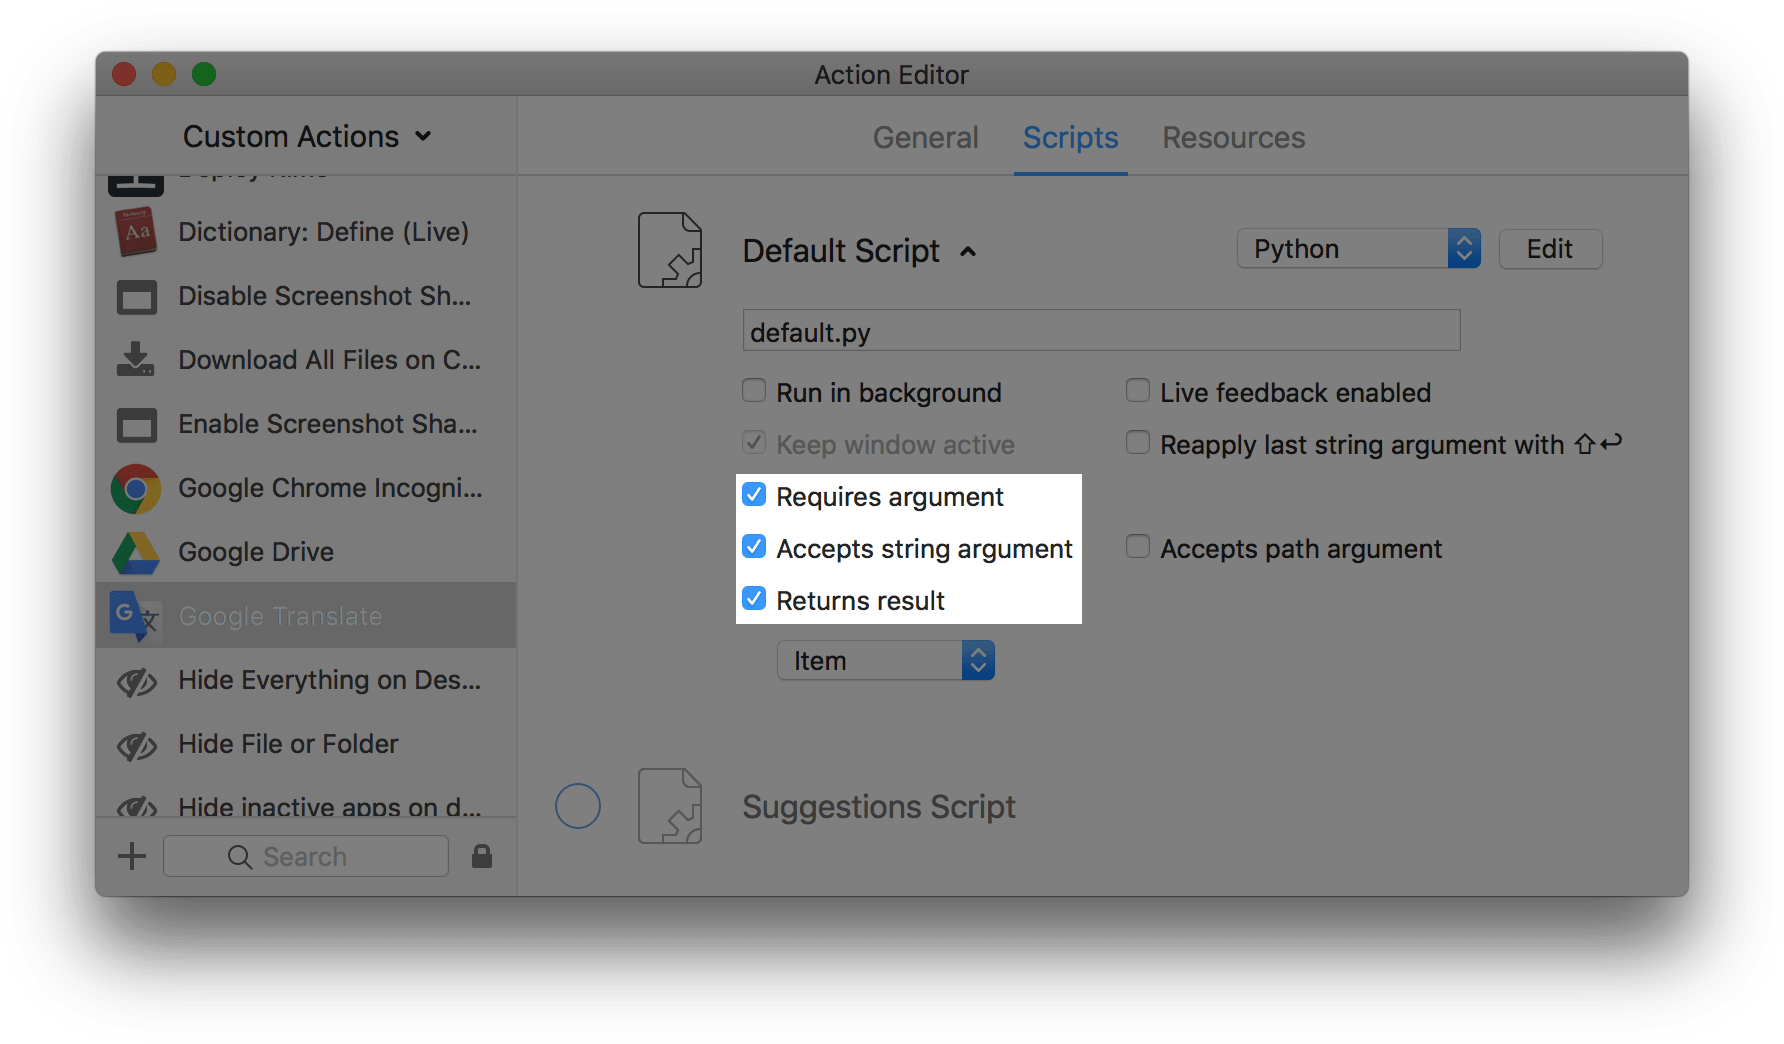 Action Editor
Custom Actions
General Scripts Resources
Dictionary: Define (Live)
Disable Screenshot Sh...
Download All Files on C...
Enable Screenshot Sha...
Google Chrome Incogni...
Google Drive
Google Translate
Hide Everything on Des...
Hide File or Folder
Hide inactive apps on d...
Search
Default Script
Python
Edit
default.py
Run in background
Live feedback enabled
Keep window active
Reapply last string argument with ⇧↩
Requires argument
Accepts string argument
Accepts path argument
Returns result
Item
Suggestions Script